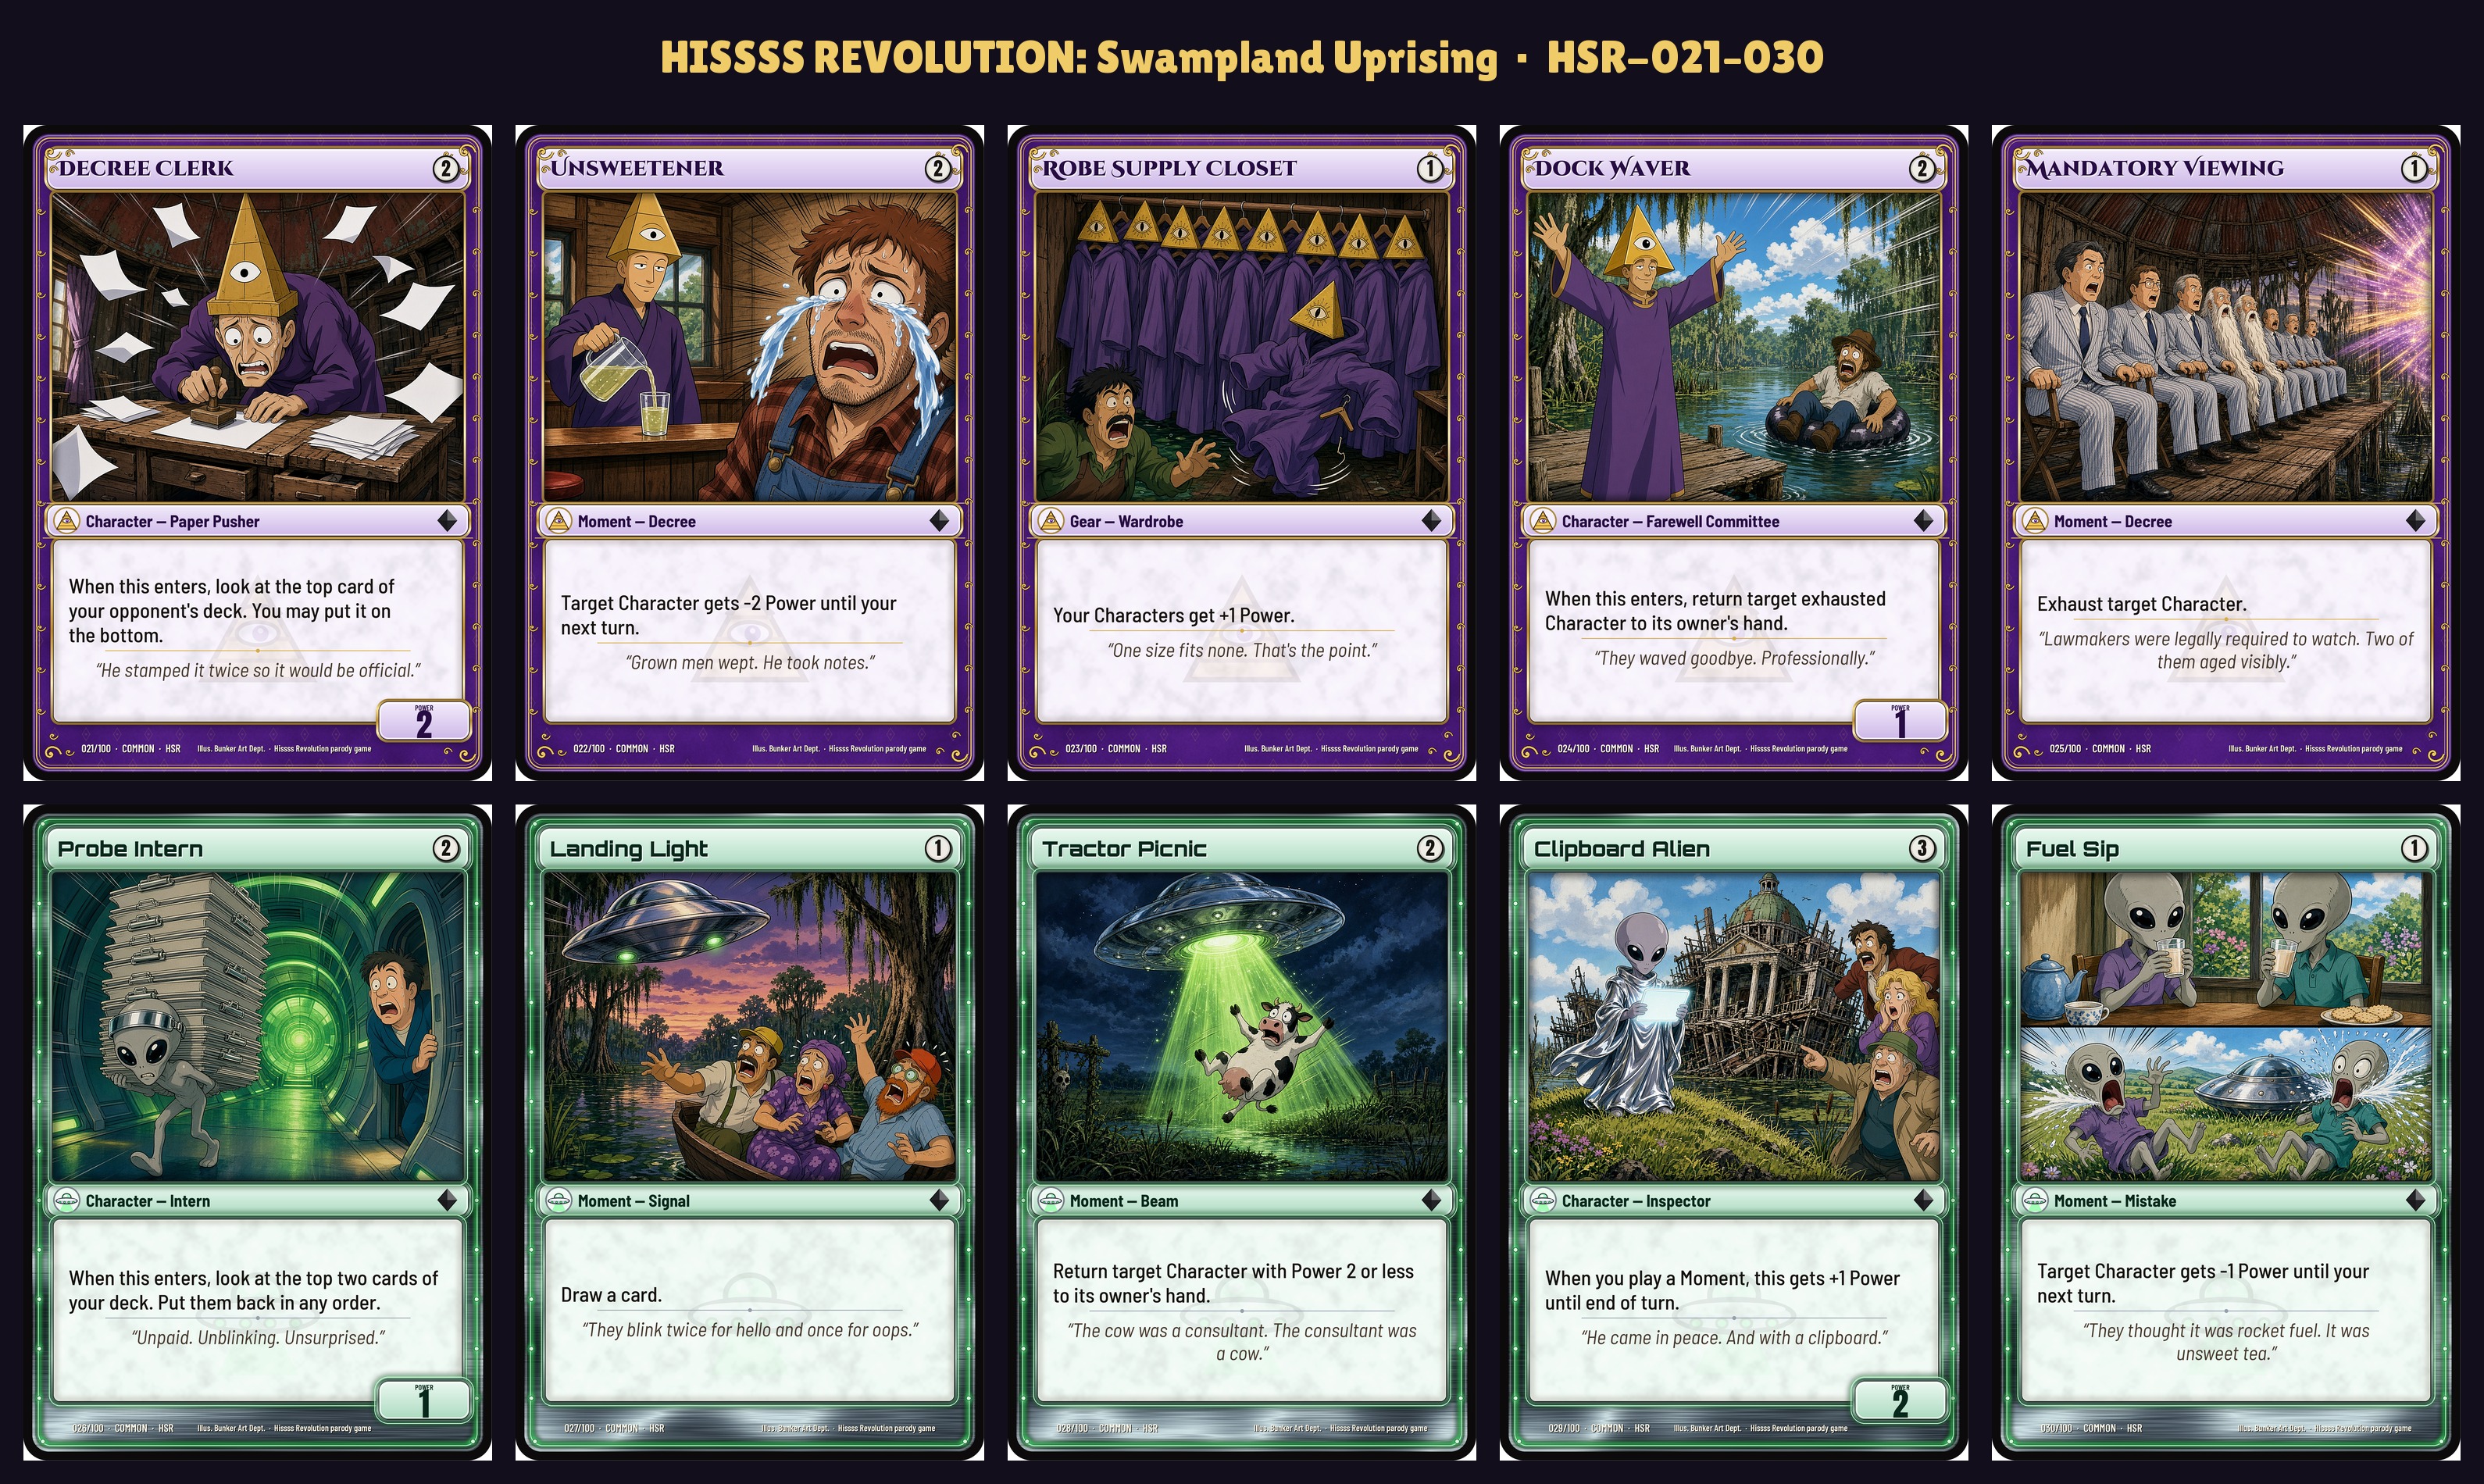 HISSSS REVOLUTION: Swampland Uprising · HSR-021-030
DECREE CLERK
2
Character – Paper Pusher
When this enters, look at the top card of
your opponent's deck. You may put it on
the bottom.
“He stamped it twice so it would be official.”
POWER
2
021/100 · COMMON · HSR Illus. Bunker Art Dept. · Hissss Revolution parody game
UNSWEETENER
2
Moment – Decree
Target Character gets -2 Power until your
next turn.
“Grown men wept. He took notes.”
022/100 · COMMON · HSR Illus. Bunker Art Dept. · Hissss Revolution parody game
ROBE SUPPLY CLOSET
1
Gear – Wardrobe
Your Characters get +1 Power.
“One size fits none. That's the point.”
023/100 · COMMON · HSR Illus. Bunker Art Dept. · Hissss Revolution parody game
DOCK WAVER
2
Character – Farewell Committee
When this enters, return target exhausted
Character to its owner's hand.
“They waved goodbye. Professionally.”
POWER
1
024/100 · COMMON · HSR Illus. Bunker Art Dept. · Hissss Revolution parody game
MANDATORY VIEWING
1
Moment – Decree
Exhaust target Character.
“Lawmakers were legally required to watch. Two of
them aged visibly.”
025/100 · COMMON · HSR Illus. Bunker Art Dept. · Hissss Revolution parody game
Probe Intern
2
Character – Intern
When this enters, look at the top two cards of
your deck. Put them back in any order.
“Unpaid. Unblinking. Unsurprised.”
POWER
1
026/100 · COMMON · HSR Illus. Bunker Art Dept. · Hissss Revolution parody game
Landing Light
1
Moment – Signal
Draw a card.
“They blink twice for hello and once for oops.”
027/100 · COMMON · HSR Illus. Bunker Art Dept. · Hissss Revolution parody game
Tractor Picnic
2
Moment – Beam
Return target Character with Power 2 or less
to its owner's hand.
“The cow was a consultant. The consultant was
a cow.”
028/100 · COMMON · HSR Illus. Bunker Art Dept. · Hissss Revolution parody game
Clipboard Alien
3
Character – Inspector
When you play a Moment, this gets +1 Power
until end of turn.
“He came in peace. And with a clipboard.”
POWER
2
029/100 · COMMON · HSR Illus. Bunker Art Dept. · Hissss Revolution parody game
Fuel Sip
1
Moment – Mistake
Target Character gets -1 Power until your
next turn.
“They thought it was rocket fuel. It was
unsweet tea.”
030/100 · COMMON · HSR Illus. Bunker Art Dept. · Hissss Revolution parody game